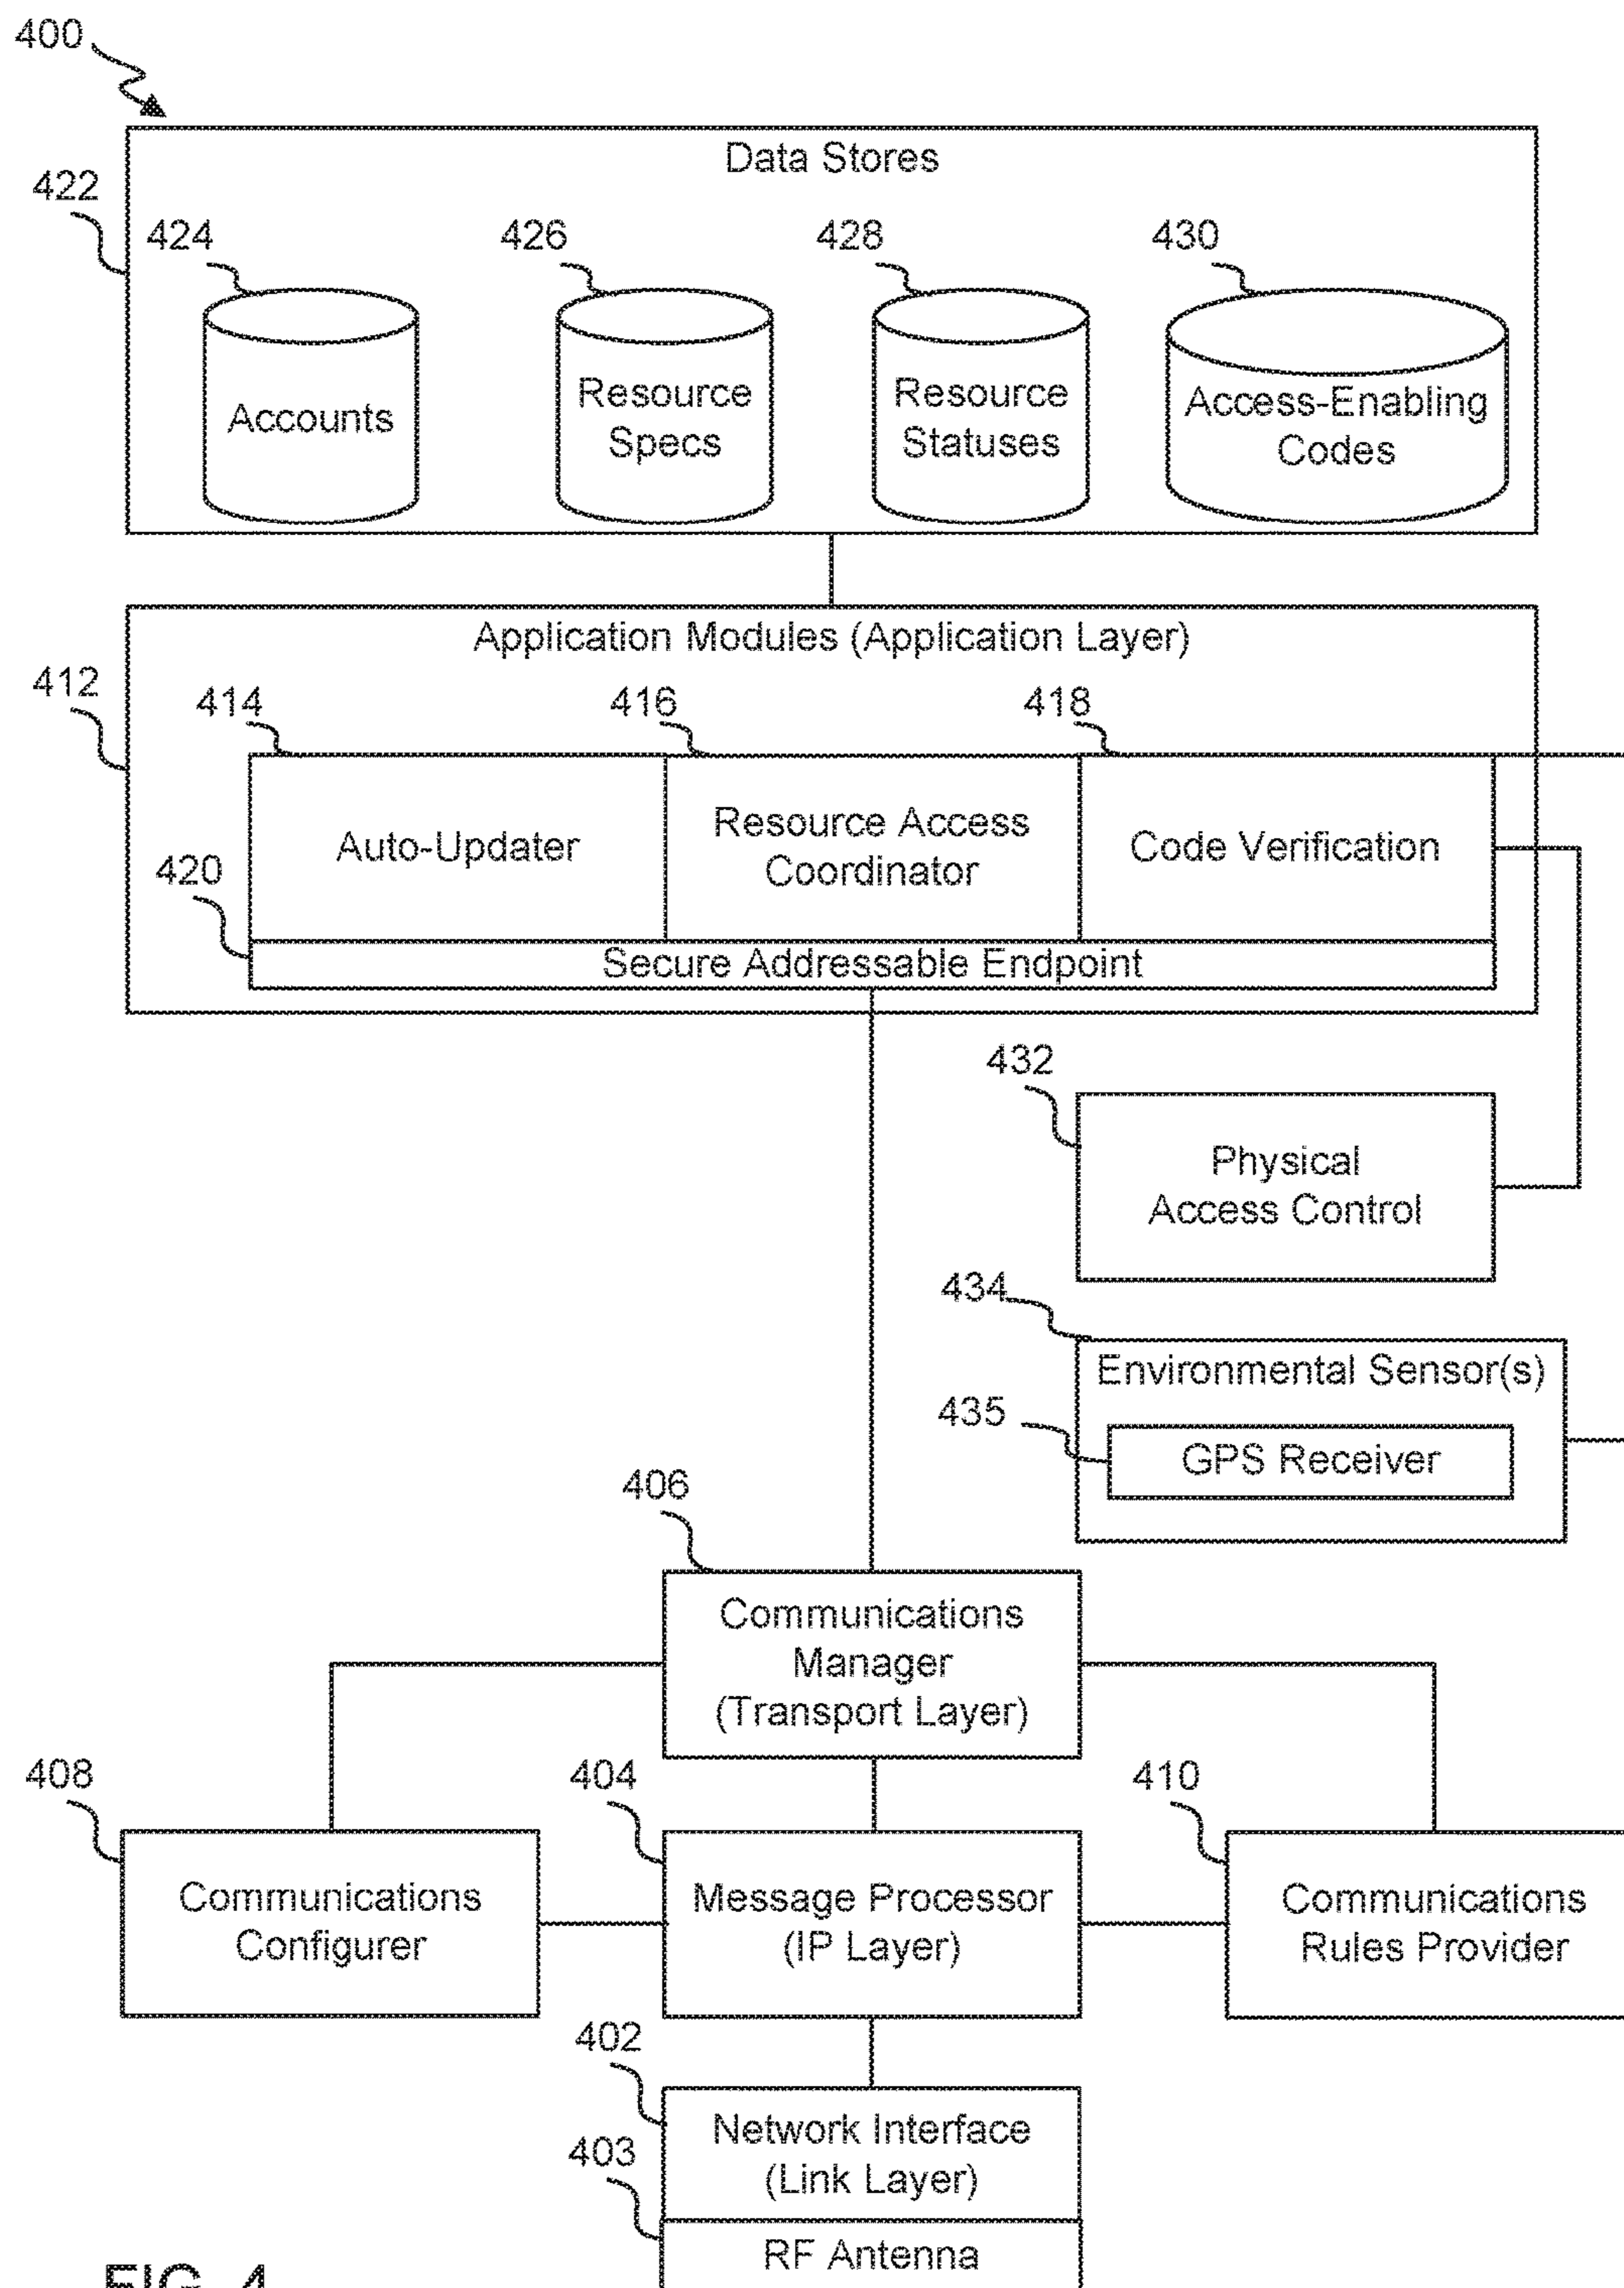 400
Data Stores
422
424
426
428
430
Accounts
Resource
Specs
Resource
Statuses
Access-Enabling
Codes
Application Modules (Application Layer)
412
414
416
418
Auto-Updater
Resource Access
Coordinator
Code Verification
420
Secure Addressable Endpoint
432
Physical
Access Control
434
Environmental Sensor(s)
435
GPS Receiver
406
Communications
Manager
(Transport Layer)
408
404
410
Communications
Configurer
Message Processor
(IP Layer)
Communications
Rules Provider
402
Network Interface
(Link Layer)
403
RF Antenna
FIG. 4